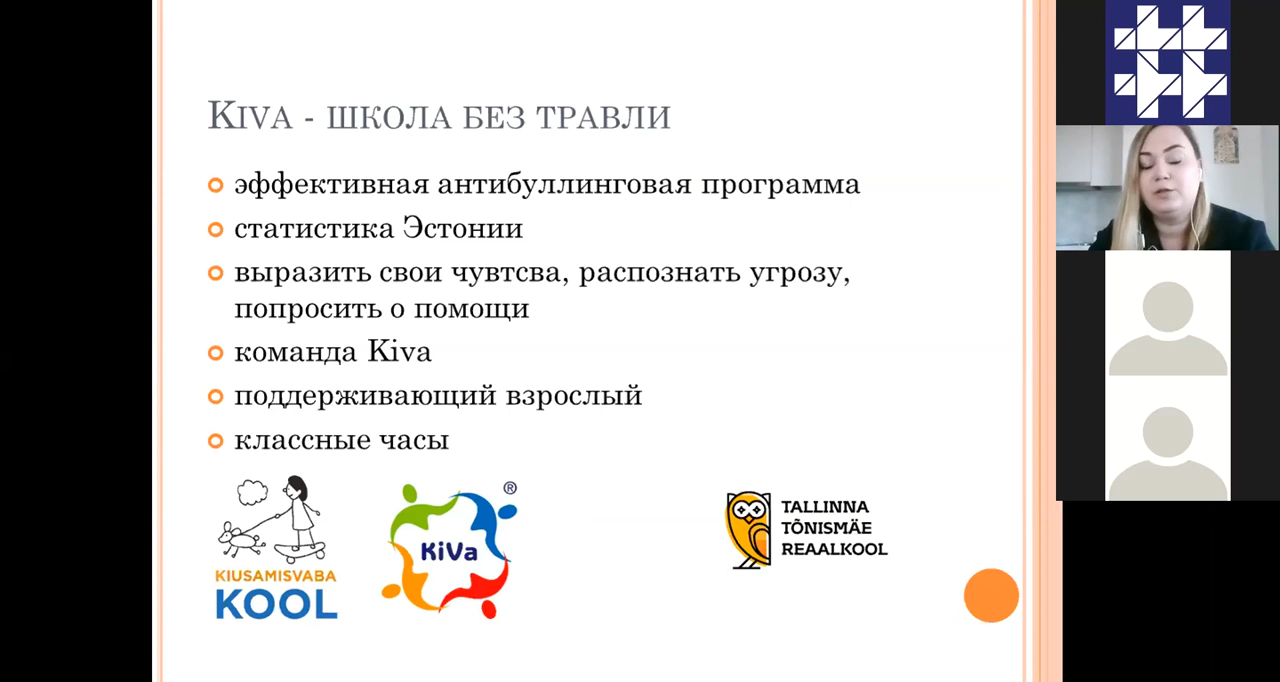 Kiva - школа без травли
эффективная антибуллинговая программа
статистика Эстонии
выразить свои чувтсва, распознать угрозу,
попросить о помощи
команда Kiva
поддерживающий взрослый
классные часы
KIUSAMISVABA
KOOL
®
KiVa
TALLINNA
TÕNISMÄE
REAALKOOL